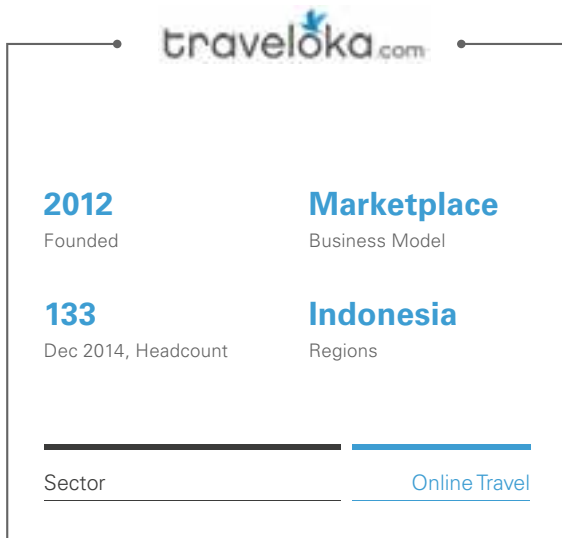 traveloka.com
2012
Founded
Marketplace
Business Model
133
Dec 2014, Headcount
Indonesia
Regions
Sector
Online Travel